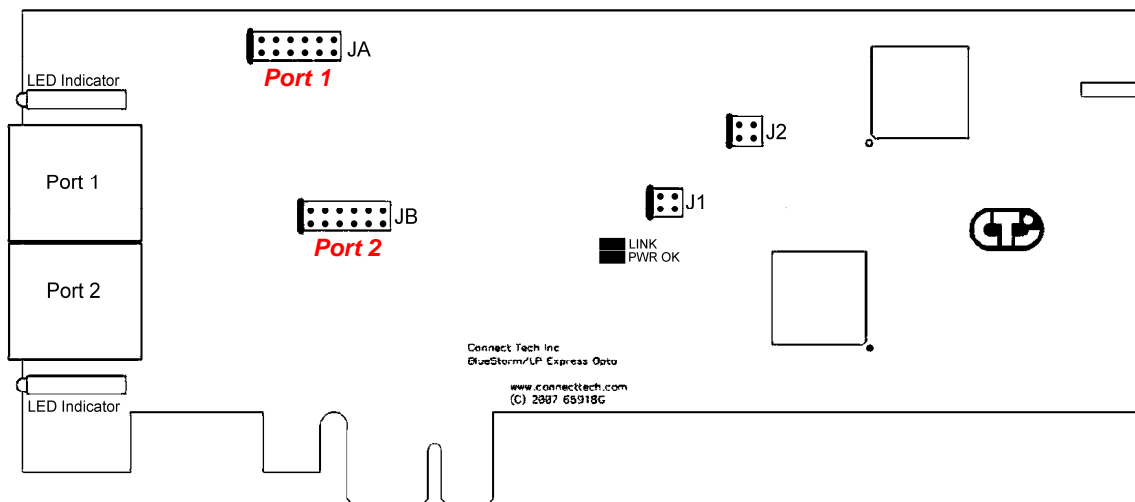 JA
Port 1
LED Indicator
J2
Port 1
J1
JB
Port 2
LINK
PWR OK
Port 2
Connect Tech Inc
BlueStorm/LP Express Opto
www.connecttech.com
(C) 2007 65918G
LED Indicator